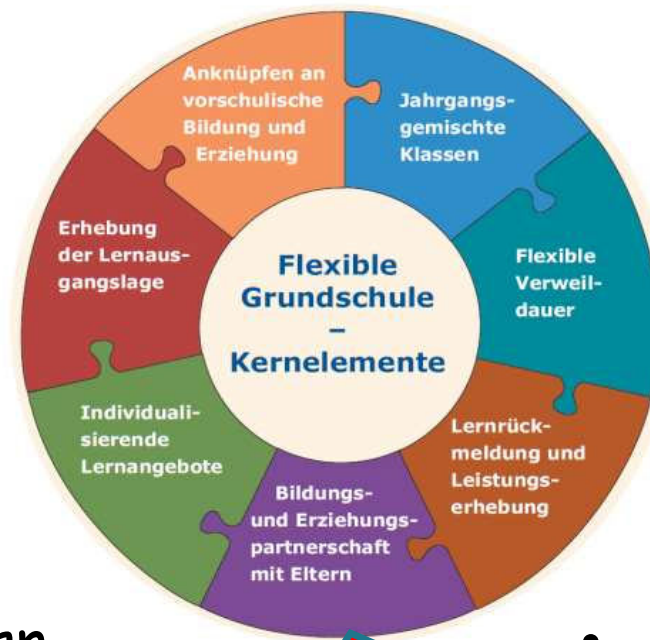 Anknüpfen an
vorschulische
Bildung und
Erziehung
Jahrgangs-
gemischte
Klassen
Flexible
Verweil-
dauer
Lernrück-
meldung und
Leistungs-
erhebung
Bildungs-
und Erziehungs-
partnerschaft
mit Eltern
Individuali-
sierende
Lernangebote
Erhebung
der Lernaus-
gangslage
Flexible
Grundschule
–
Kernelemente